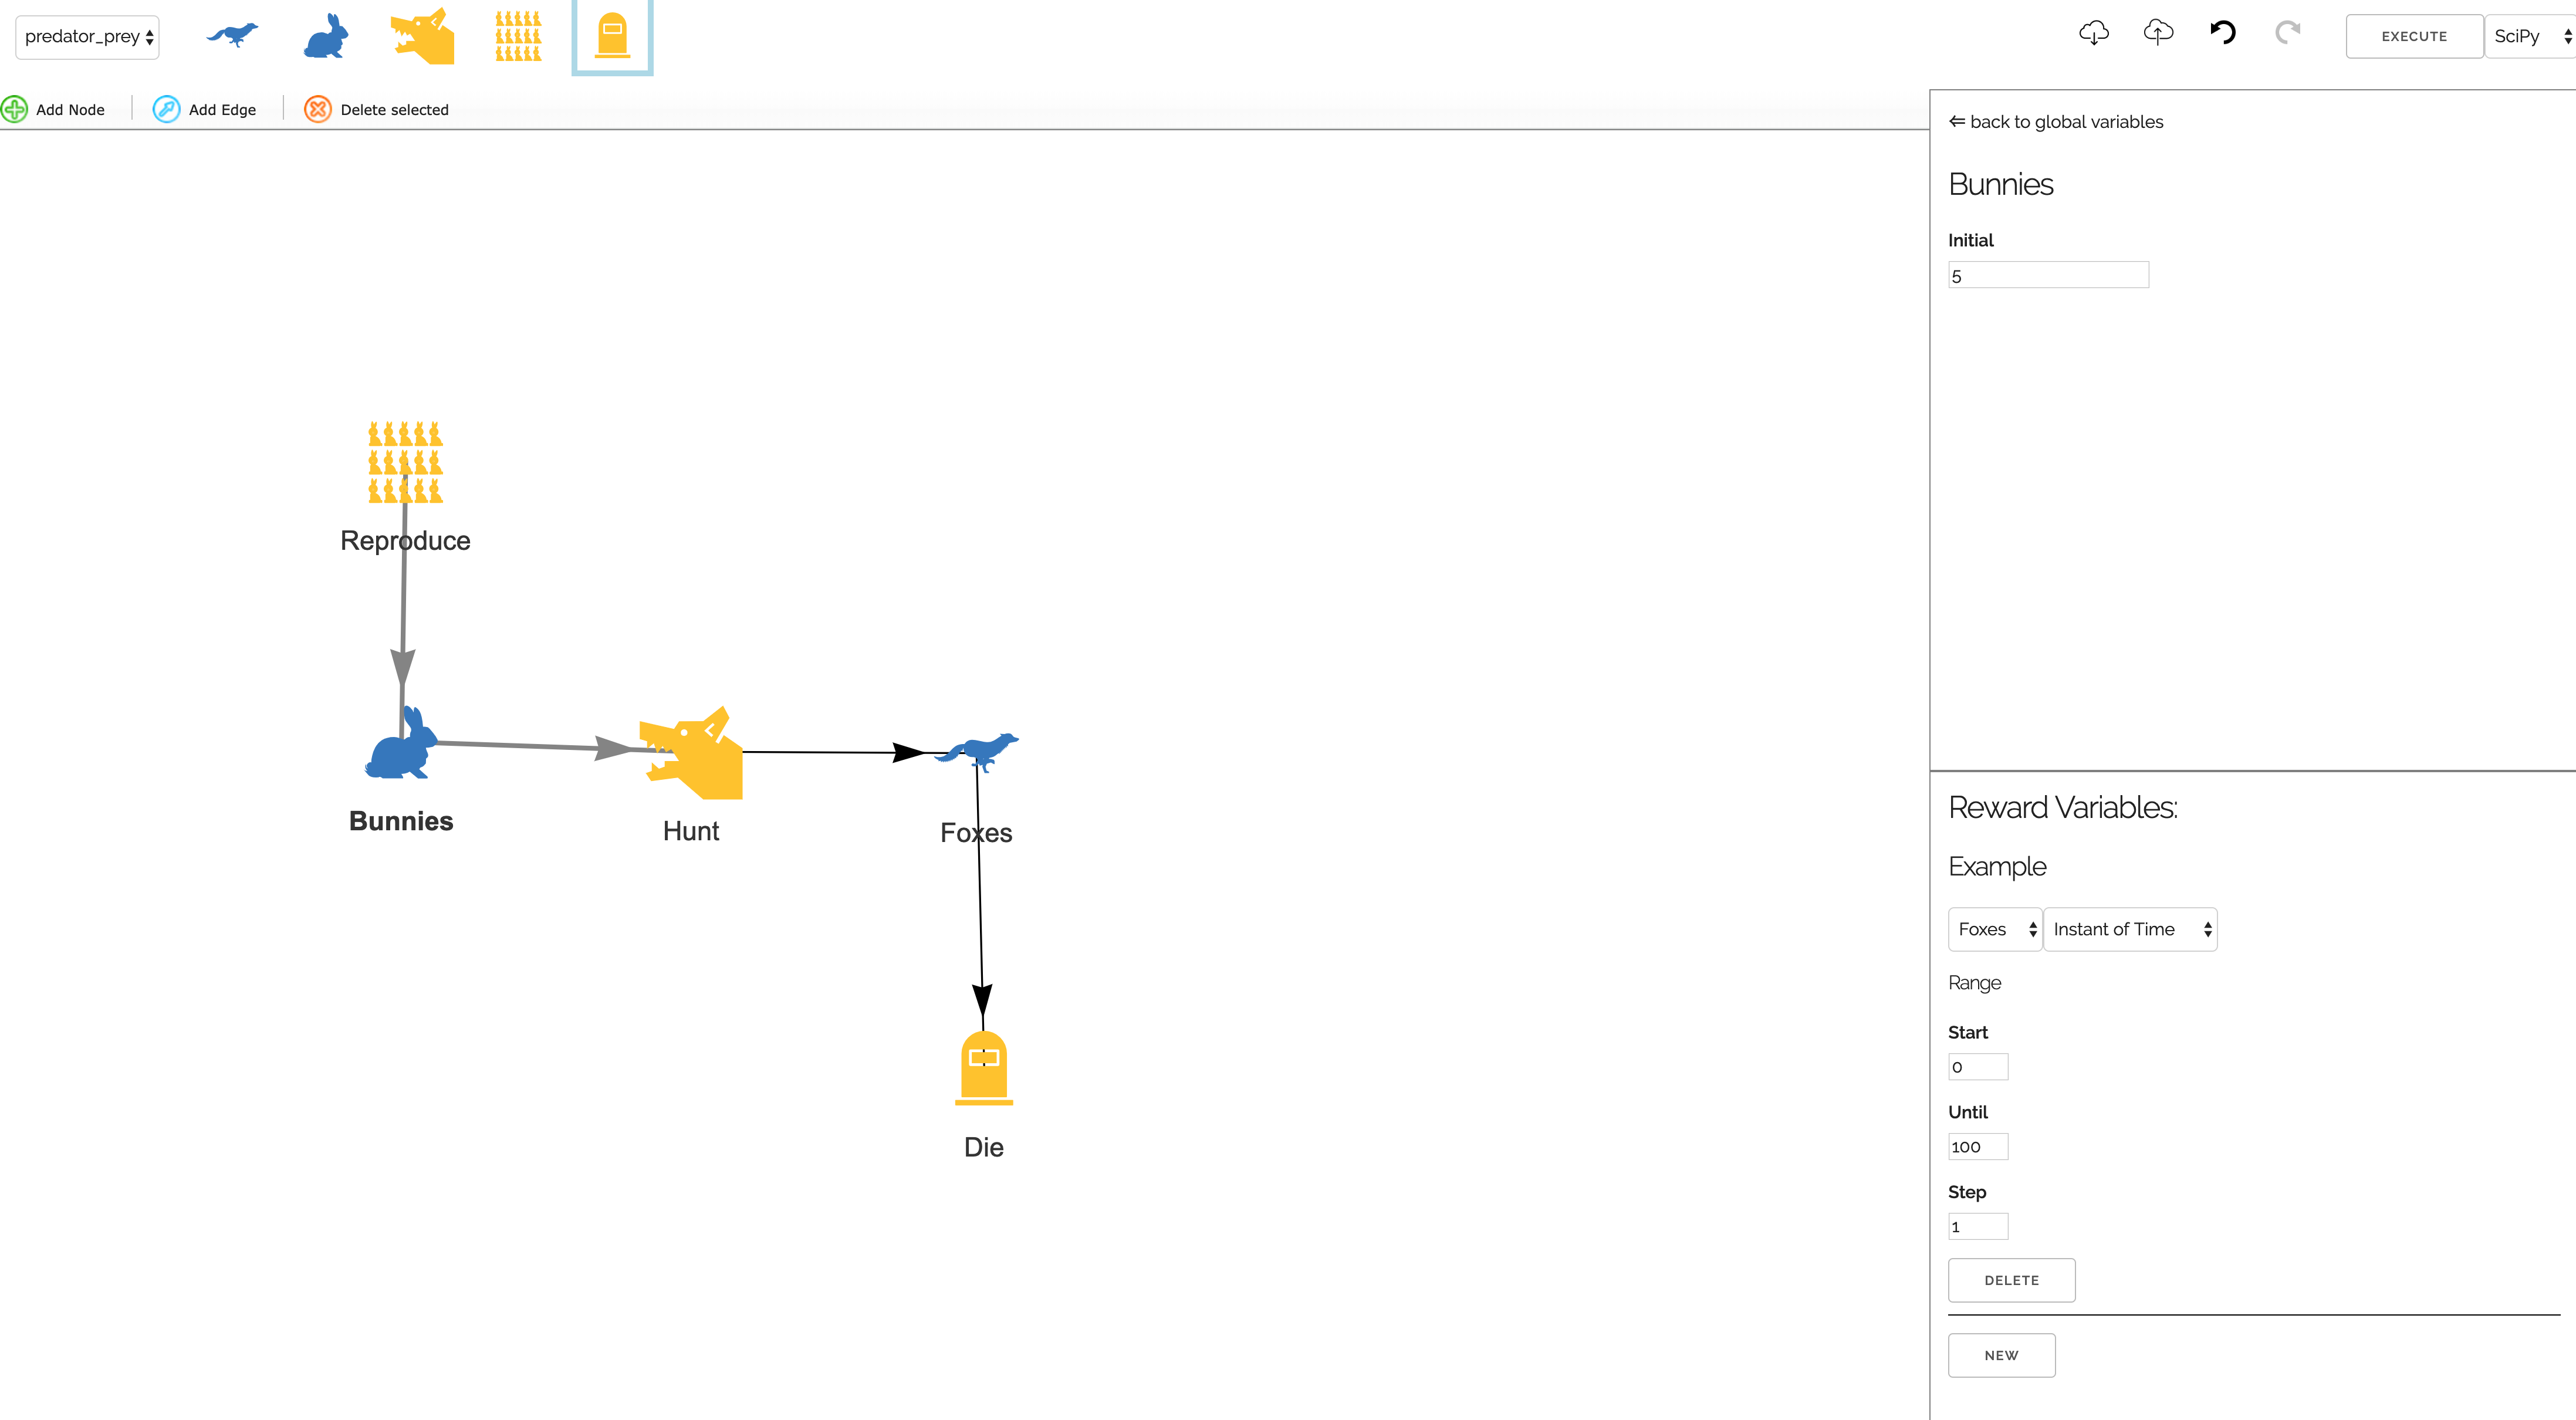 predator_prey
EXECUTE
SciPy
Add Node
Add Edge
Delete selected
⇐ back to global variables
Bunnies
Initial
5
Reproduce
Bunnies
Hunt
Foxes
Die
Reward Variables:
Example
Foxes
Instant of Time
Range
Start
0
Until
100
Step
1
DELETE
NEW